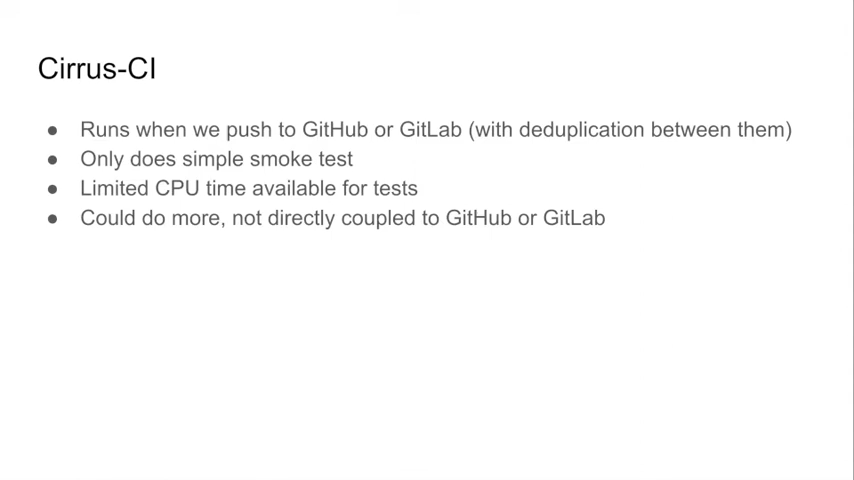 Cirrus-CI
● Runs when we push to GitHub or GitLab (with deduplication between them)
● Only does simple smoke test
● Limited CPU time available for tests
● Could do more, not directly coupled to GitHub or GitLab